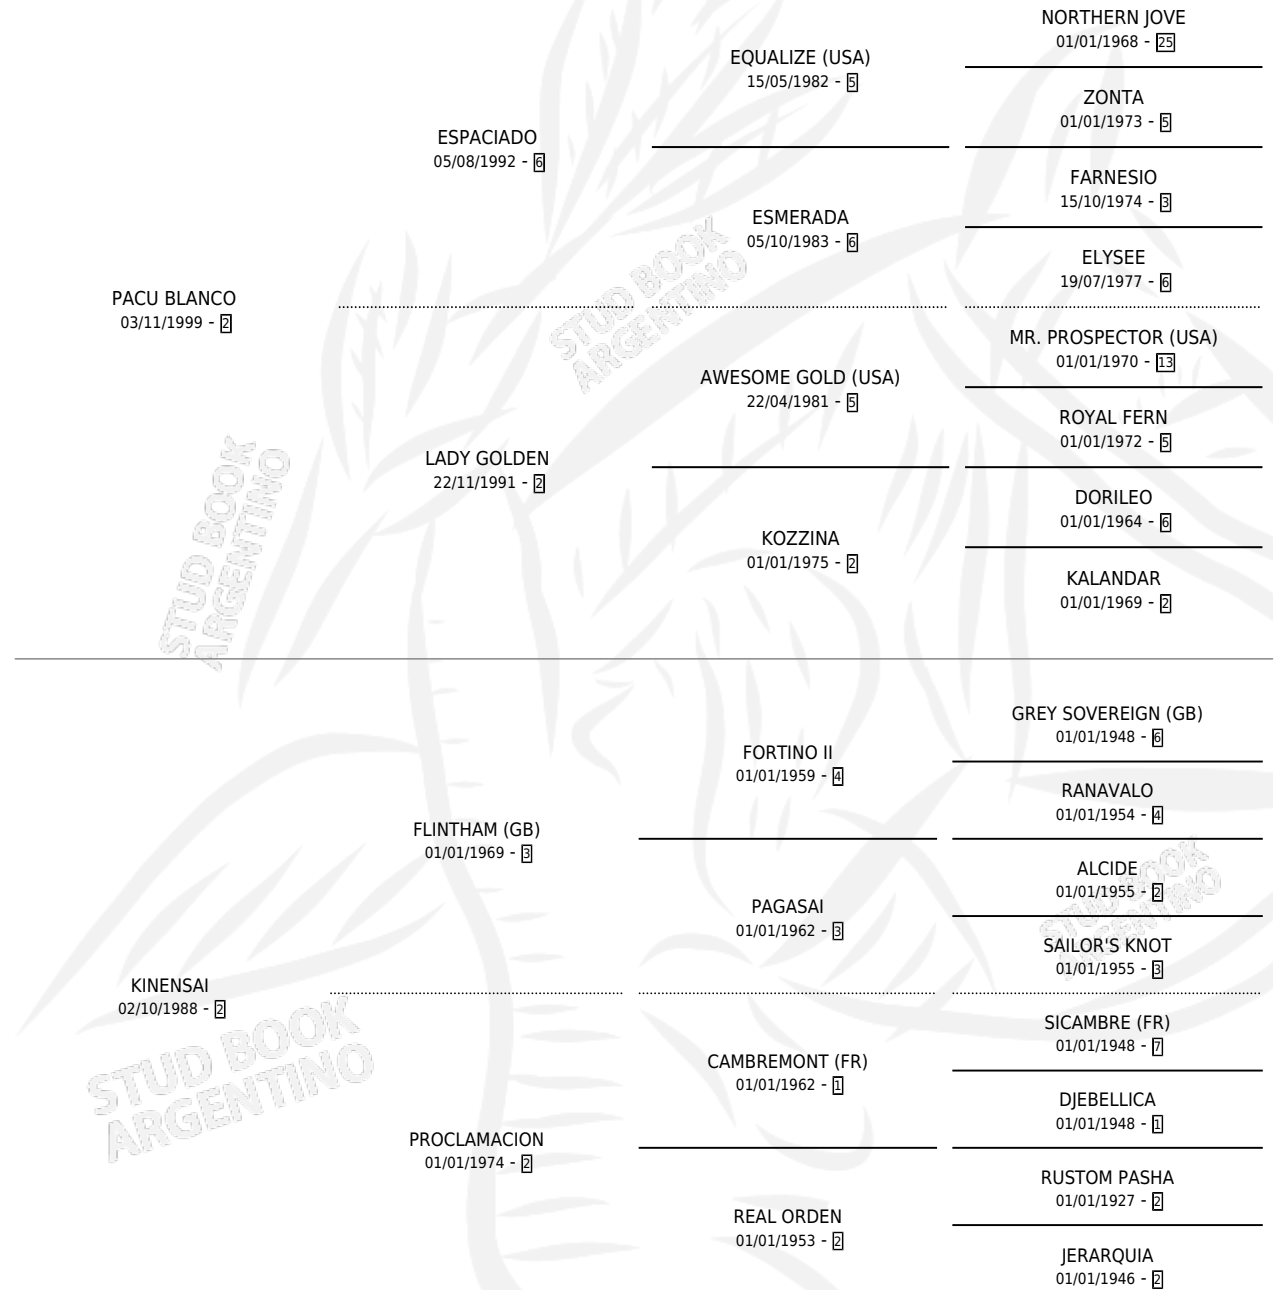 NORTHERN JOVE
01/01/1968 - 25
EQUALIZE (USA)
15/05/1982 - 5
ZONTA
01/01/1973 - 5
ESPACIADO
05/08/1992 - 6
FARNESIO
15/10/1974 - 3
ESMERADA
05/10/1983 - 6
ELYSEE
19/07/1977 - 6
PACU BLANCO
03/11/1999 - 2
MR. PROSPECTOR (USA)
01/01/1970 - 13
AWESOME GOLD (USA)
22/04/1981 - 5
ROYAL FERN
01/01/1972 - 5
LADY GOLDEN
22/11/1991 - 2
DORILEO
01/01/1964 - 6
KOZZINA
01/01/1975 - 2
KALANDAR
01/01/1969 - 2
GREY SOVEREIGN (GB)
01/01/1948 - 6
FORTINO II
01/01/1959 - 4
RANAVALO
01/01/1954 - 4
FLINTHAM (GB)
01/01/1969 - 3
ALCIDE
01/01/1955 - 2
PAGASAI
01/01/1962 - 3
SAILOR'S KNOT
01/01/1955 - 3
KINENSAI
02/10/1988 - 2
SICAMBRE (FR)
01/01/1948 - 7
CAMBREMONT (FR)
01/01/1962 - 1
DJEBELLICA
01/01/1948 - 1
PROCLAMACION
01/01/1974 - 2
RUSTOM PASHA
01/01/1927 - 2
REAL ORDEN
01/01/1953 - 2
JERARQUIA
01/01/1946 - 2
STUD BOOK
ARGENTINO
STUD BOOK
ARGENTINO
STUD BOOK
ARGENTINO
STUD BOOK
ARGENTINO